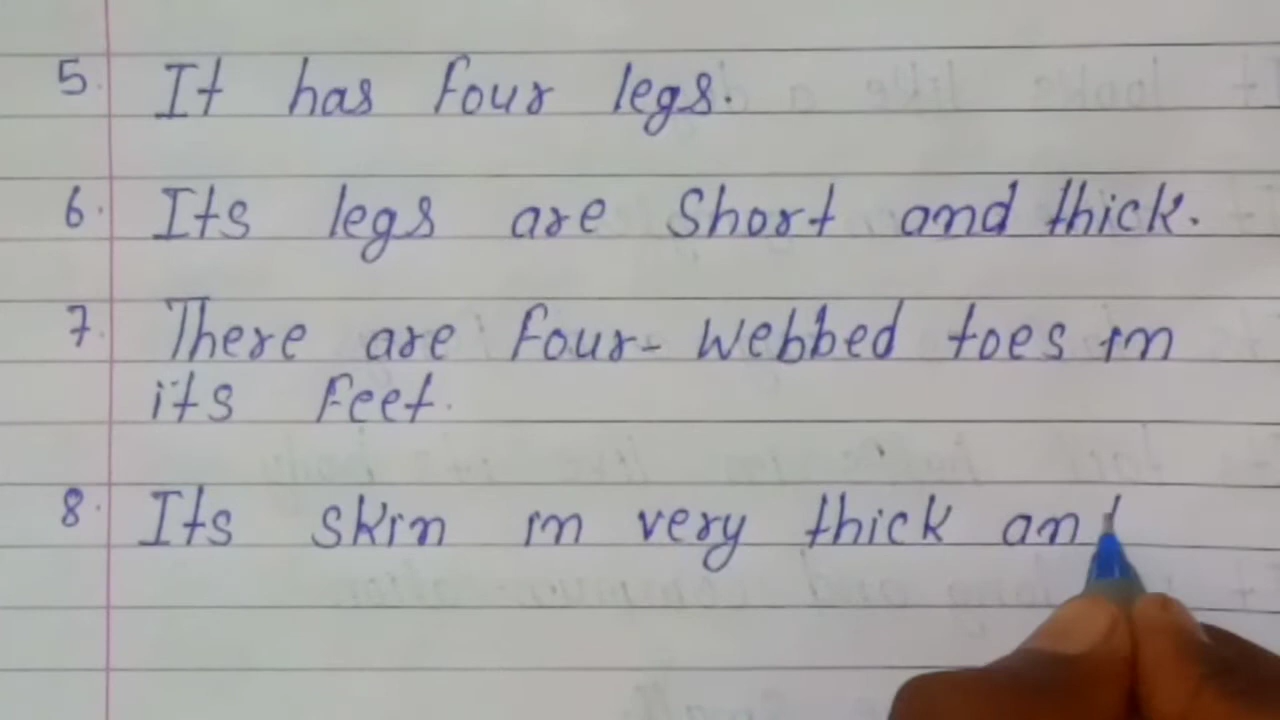 5. It has four legs.
6. Its legs are Short and thick.
7. There are four- webbed toes in
its feet.
8. Its skin in very thick an